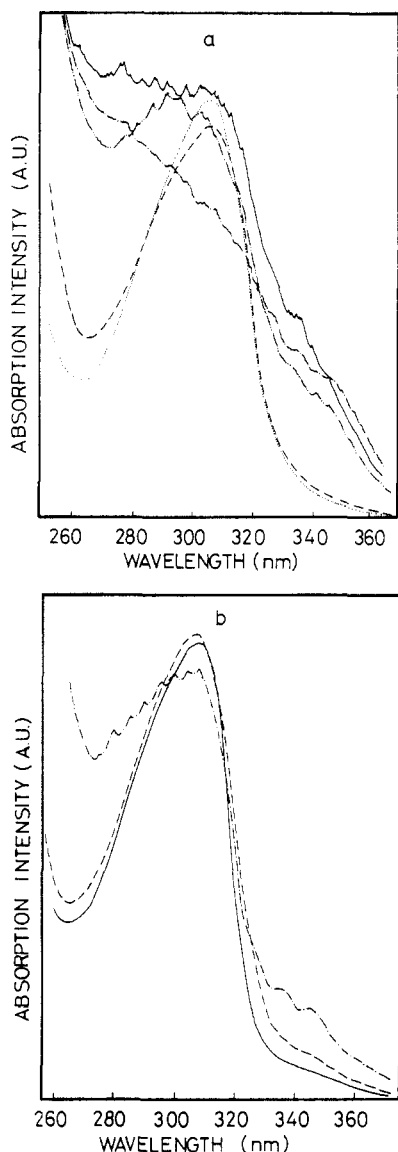 a
ABSORPTION INTENSITY (A.U.)
260 280 300 320 340 360
WAVELENGTH (nm)
b
ABSORPTION INTENSITY (A.U.)
260 280 300 320 340 360
WAVELENGTH (nm)